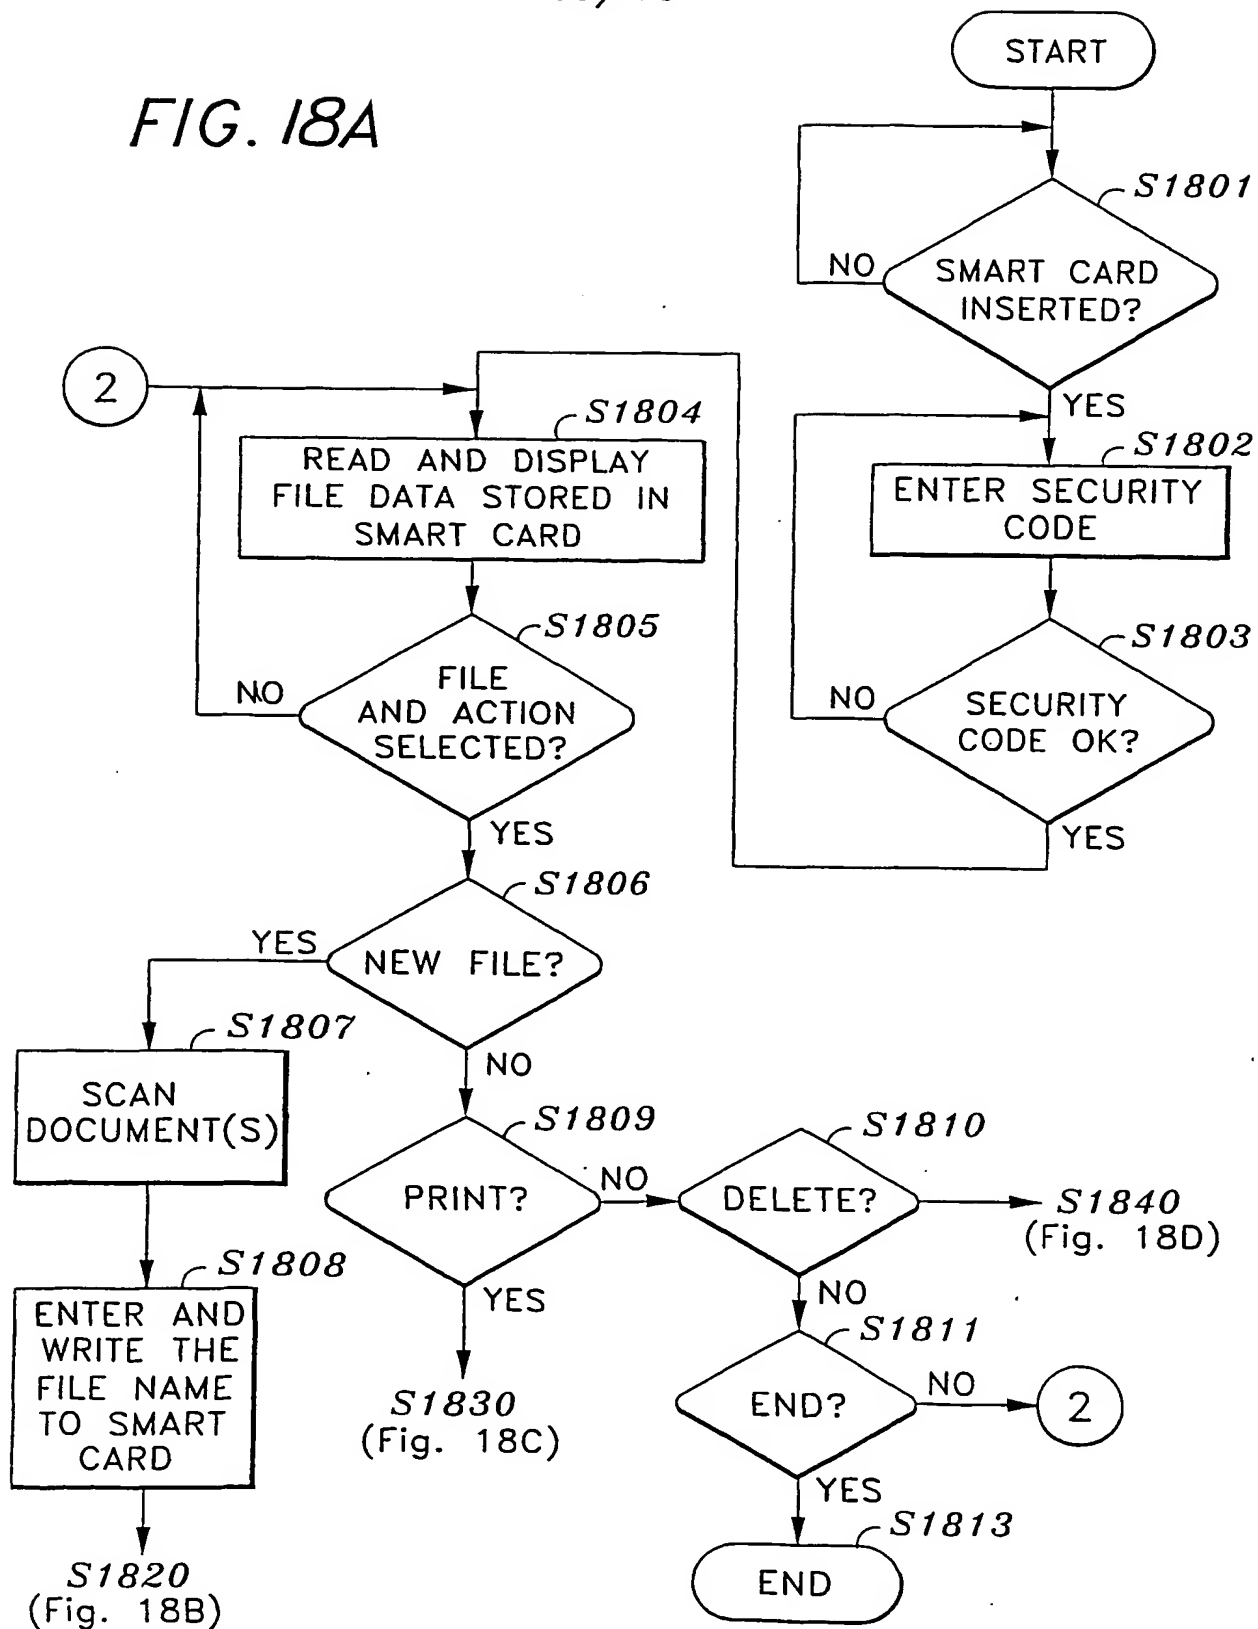 FIG. 18A
START
S1801
SMART CARD
INSERTED?
NO
YES
S1802
ENTER SECURITY
CODE
S1803
SECURITY
CODE OK?
NO
YES
2
S1804
READ AND DISPLAY
FILE DATA STORED IN
SMART CARD
S1805
FILE
AND ACTION
SELECTED?
NO
YES
S1806
NEW FILE?
YES
NO
S1807
SCAN
DOCUMENT(S)
S1808
ENTER AND
WRITE THE
FILE NAME
TO SMART
CARD
S1820
(Fig. 18B)
S1809
PRINT?
NO
YES
S1830
(Fig. 18C)
S1810
DELETE?
S1840
(Fig. 18D)
NO
S1811
END?
NO
2
YES
S1813
END